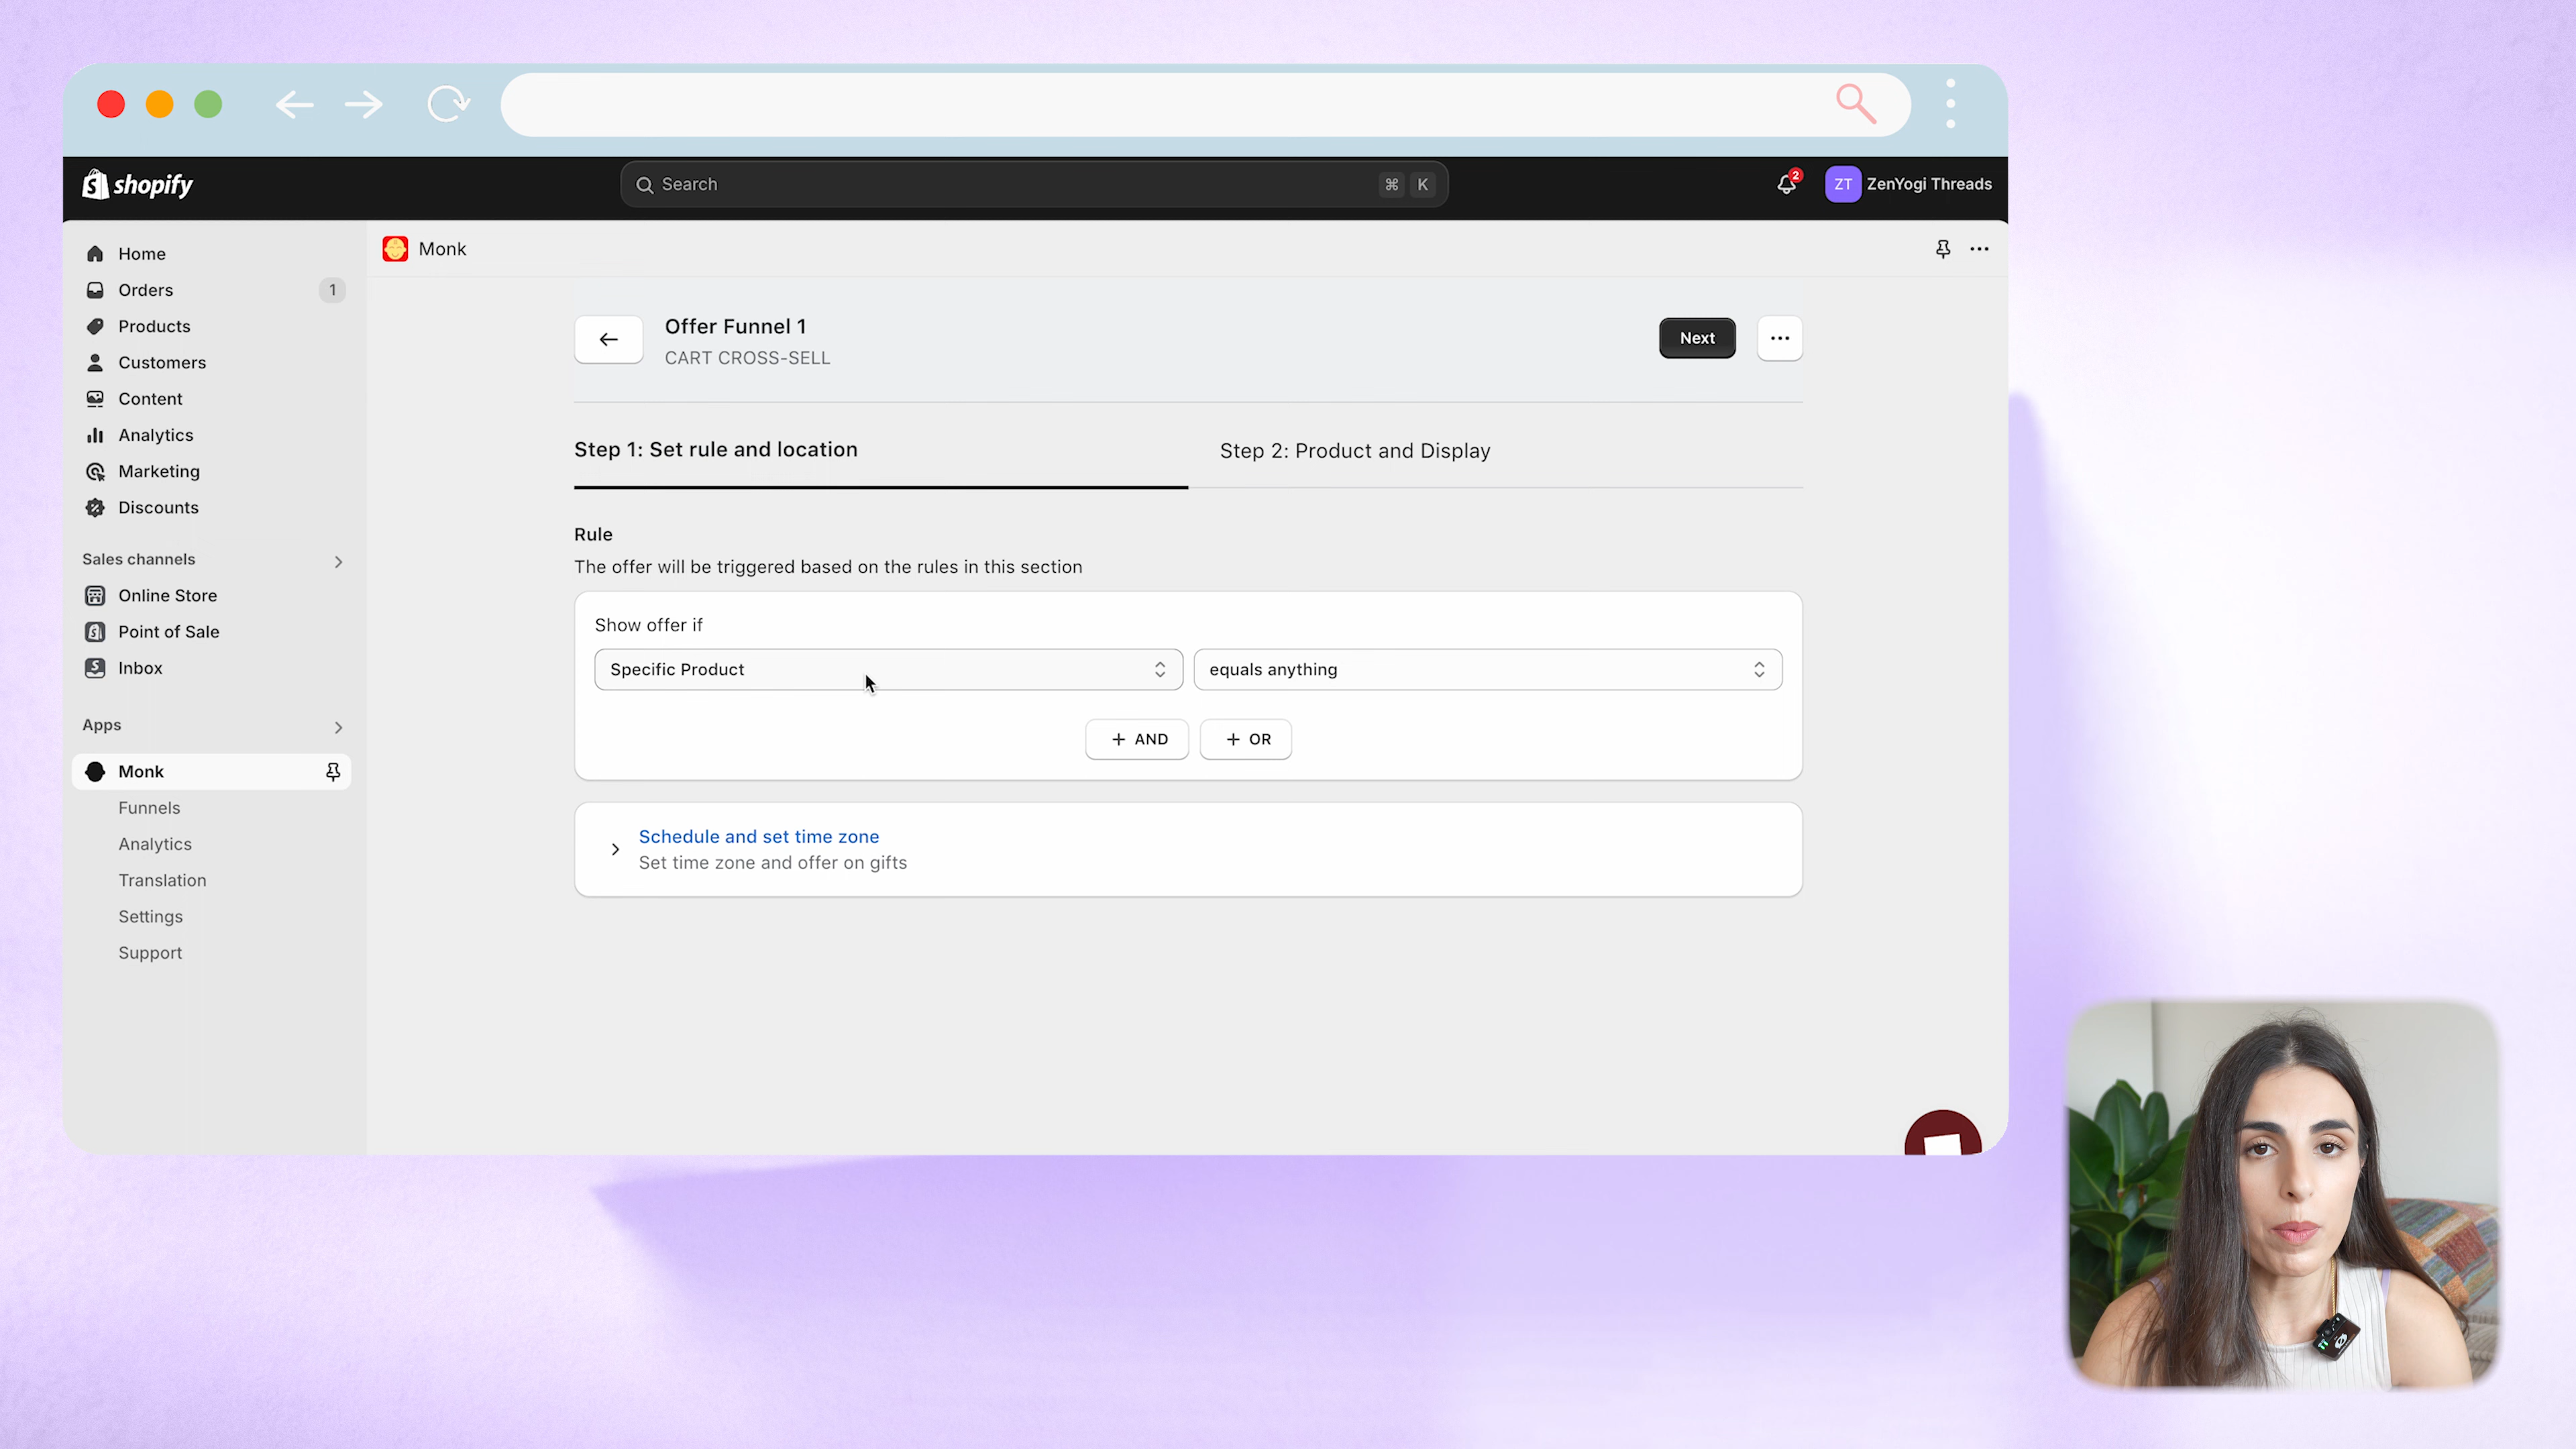 shopify
Search
⌘ K
2
ZT
ZenYogi Threads
Home
Orders
1
Products
Customers
Content
Analytics
Marketing
Discounts
Sales channels
Online Store
Point of Sale
Inbox
Apps
Monk
Funnels
Analytics
Translation
Settings
Support
Monk
Offer Funnel 1
CART CROSS-SELL
Next
Step 1: Set rule and location
Step 2: Product and Display
Rule
The offer will be triggered based on the rules in this section
Show offer if
Specific Product
equals anything
+ AND
+ OR
Schedule and set time zone
Set time zone and offer on gifts